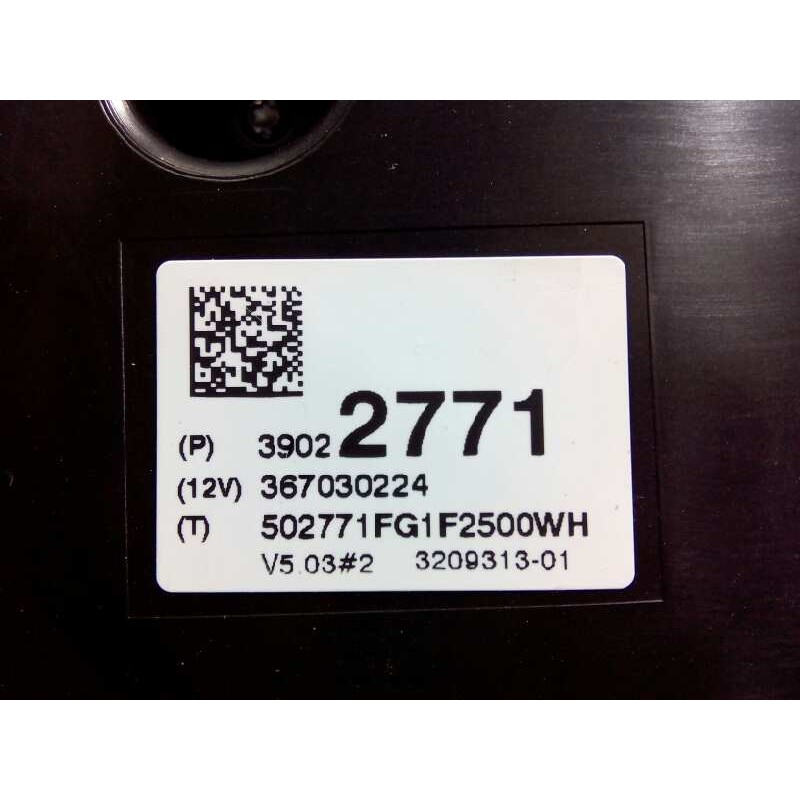 (P) 3902 2771
(12V) 367030224
(T) 502771FG1F2500WH
V5.03#2 3209313-01